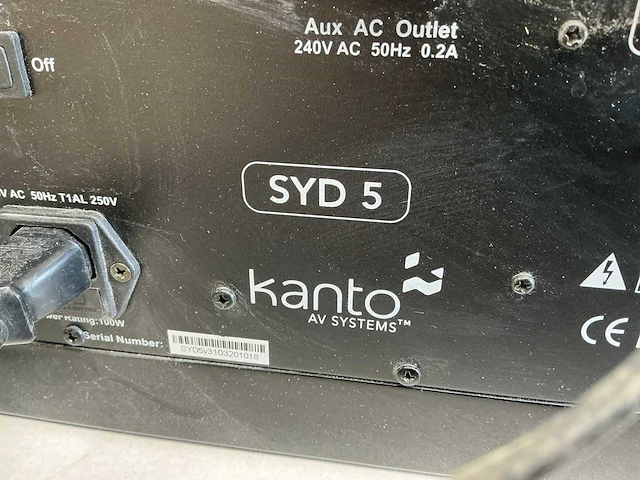 Aux AC Outlet
240V AC 50Hz 0.2A
Off
SYD 5
V AC 50Hz T1AL 250V
kanto
AV SYSTEMS™
Rating:100W
Serial Number:
SYD5v3103201018
CE